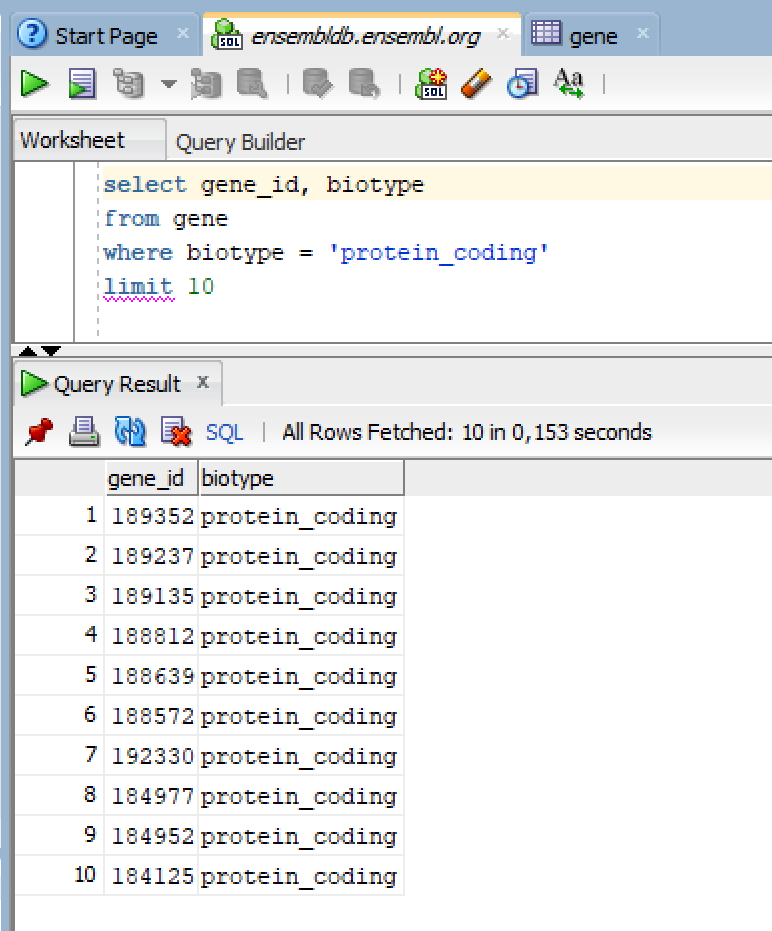 Start Page ensembldb.ensembl.org gene
Worksheet Query Builder
select gene_id, biotype
from gene
where biotype = 'protein_coding'
limit 10
Query Result
SQL All Rows Fetched: 10 in 0,153 seconds
gene_id biotype
1 189352 protein_coding
2 189237 protein_coding
3 189135 protein_coding
4 188812 protein_coding
5 188639 protein_coding
6 188572 protein_coding
7 192330 protein_coding
8 184977 protein_coding
9 184952 protein_coding
10 184125 protein_coding